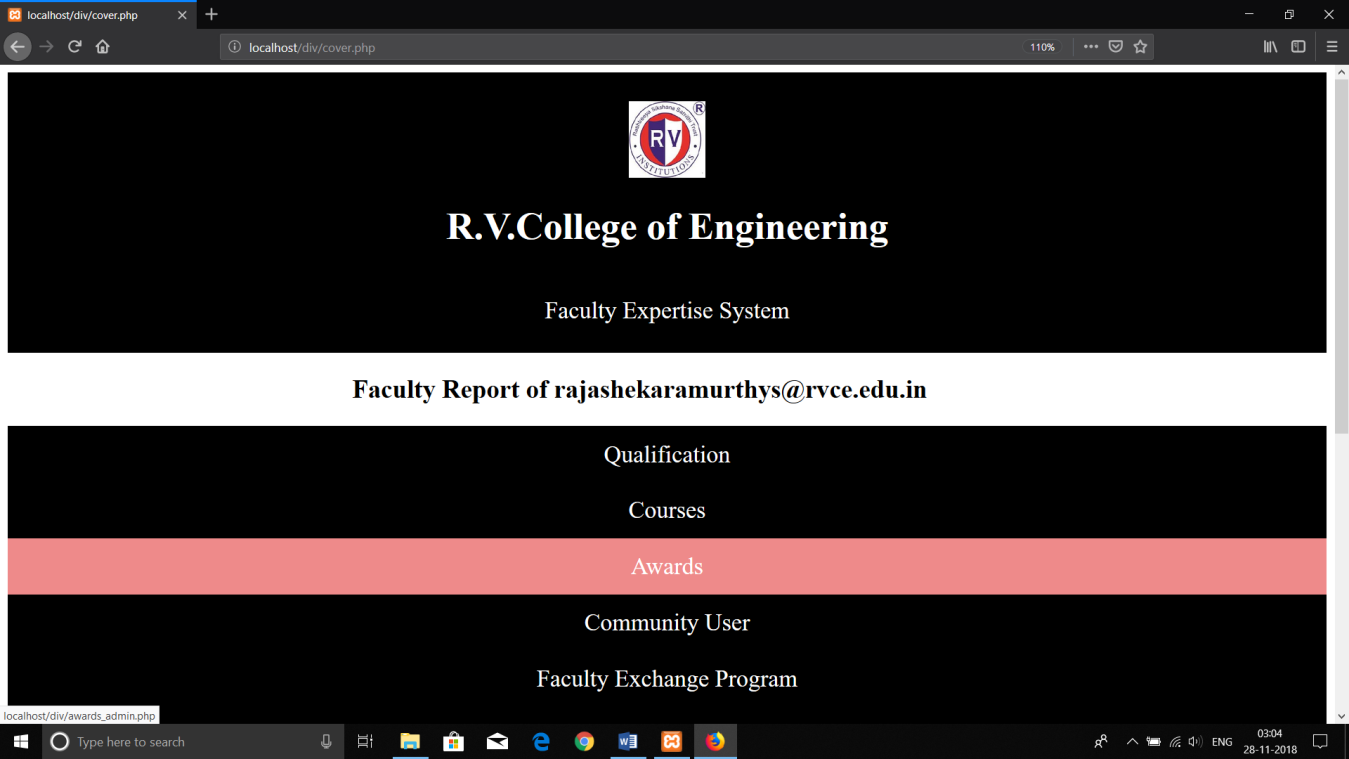 localhost/div/cover.php
localhost/div/cover.php
110%
Rashtreeya Sikshana Samithi Trust
R
RV
INSTITUTIONS
R.V.College of Engineering
Faculty Expertise System
Faculty Report of rajashekaramurthys@rvce.edu.in
Qualification
Courses
Awards
Community User
Faculty Exchange Program
localhost/div/awards_admin.php
Type here to search
ENG
03:04
28-11-2018